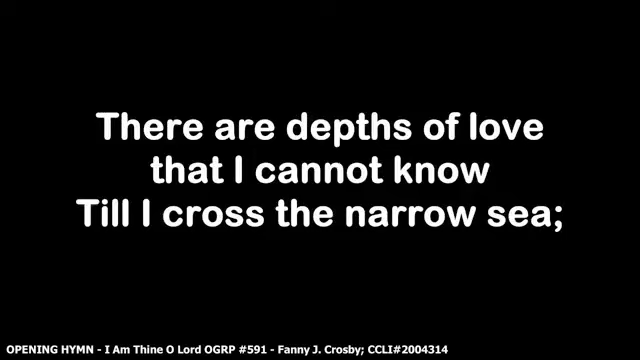 There are depths of love
that I cannot know
Till I cross the narrow sea;
OPENING HYMN - I Am Thine O Lord OGRP #591 - Fanny J. Crosby; CCLI#2004314